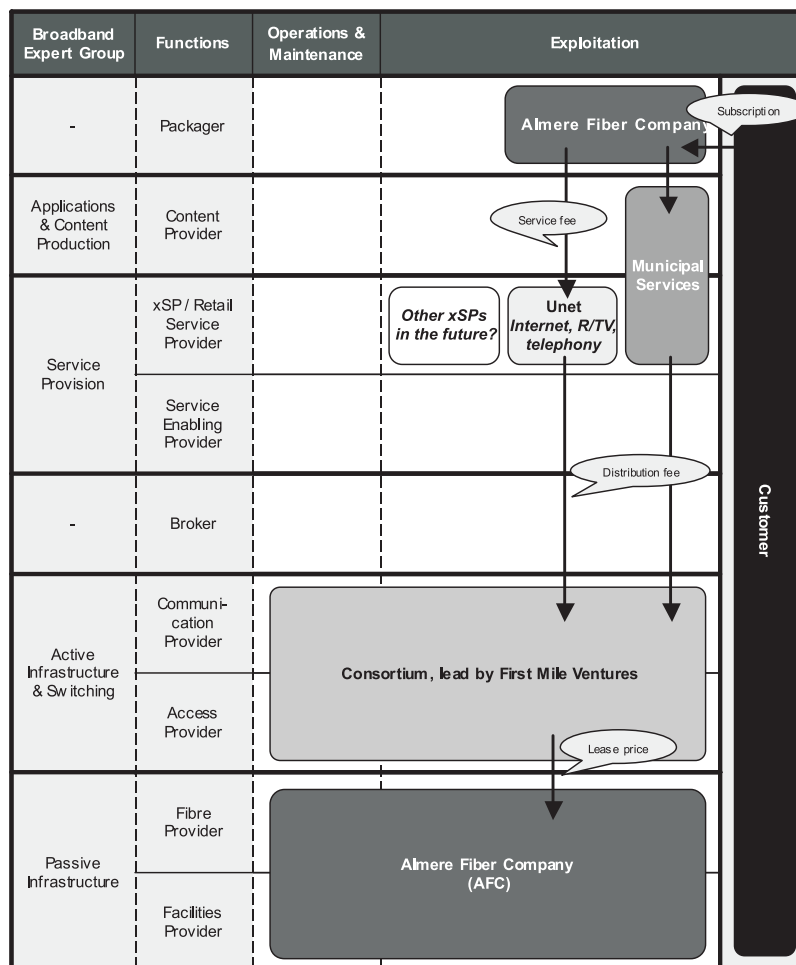 Broadband
Expert Group
Functions
Operations &
Maintenance
Exploitation
-
Packager
Almere Fiber Company
Subscription
Applications
& Content
Production
Content
Provider
Service fee
Municipal
Services
Service
Provision
xSP / Retail
Service
Provider
Other xSPs
in the future?
Unet
Internet, R/TV,
telephony
Service
Enabling
Provider
Distribution fee
Customer
-
Broker
Active
Infrastructure
& Switching
Communi-
cation
Provider
Consortium, lead by First Mile Ventures
Access
Provider
Lease price
Passive
Infrastructure
Fibre
Provider
Almere Fiber Company
(AFC)
Facilities
Provider